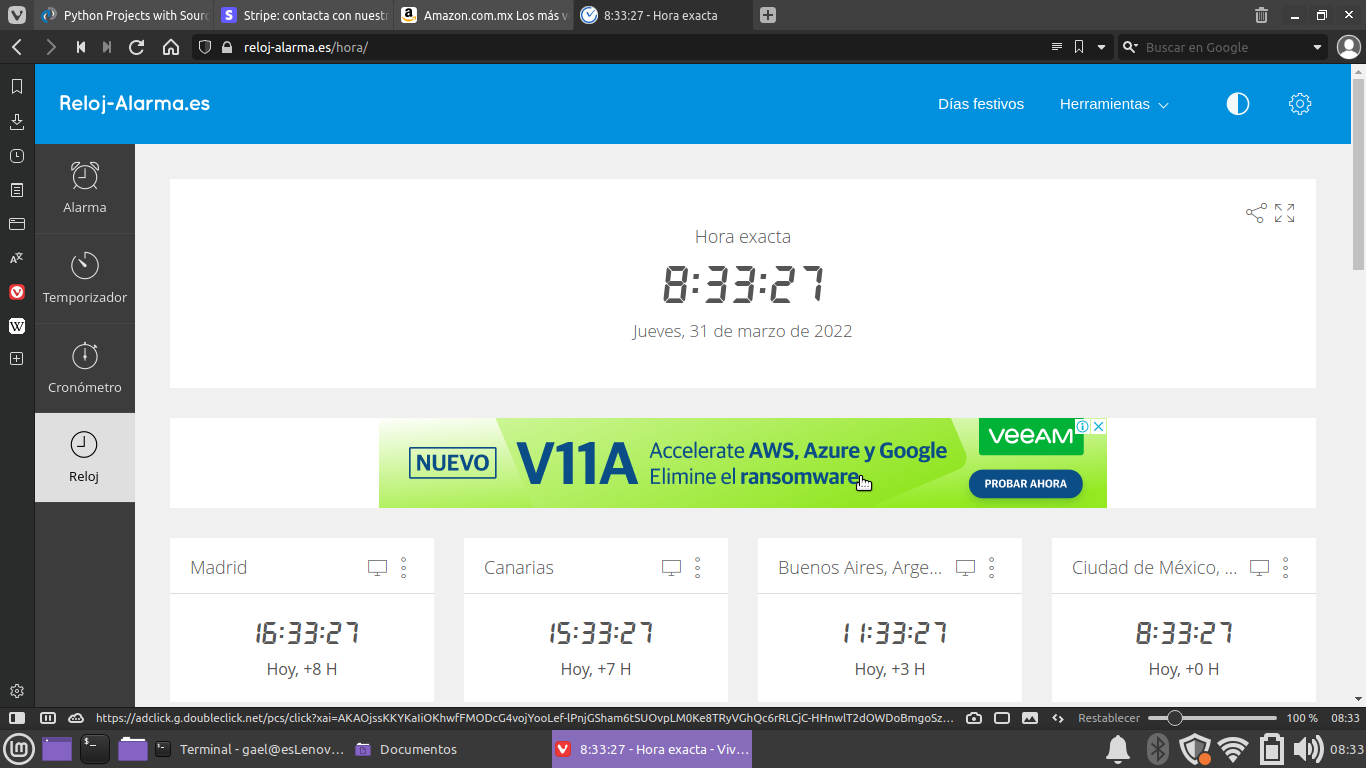 Python Projects with Sourc
Stripe: contacta con nuestr
Amazon.com.mx Los más v
8:33:27 - Hora exacta
reloj-alarma.es/hora/
Buscar en Google
Reloj-Alarma.es
Días festivos
Herramientas
Alarma
Temporizador
Cronómetro
Reloj
Hora exacta
8:33:27
Jueves, 31 de marzo de 2022
NUEVO
V11A
Accelerate AWS, Azure y Google
Elimine el ransomware
veeAM
PROBAR AHORA
Madrid
16:33:27
Hoy, +8 H
Canarias
15:33:27
Hoy, +7 H
Buenos Aires, Arge...
11:33:27
Hoy, +3 H
Ciudad de México, ...
8:33:27
Hoy, +0 H
https://adclick.g.doubleclick.net/pcs/click?xai=AKAOjssKKYKaIiOKhwfFMODcG4vojYooLef-lPnjGSham6tSUOvpLM0Ke8TRyVGhQc6rRLCjC-HHnwlT2dOWDoBmgoSz...
Restablecer
100 %
08:33
Terminal - gael@esLenov...
Documentos
8:33:27 - Hora exacta - Viv...
08:33